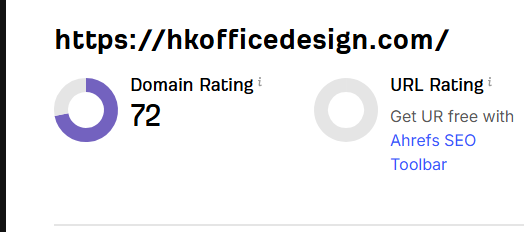 https://hkofficedesign.com/
Domain Rating i
72
URL Rating i
Get UR free with
Ahrefs SEO
Toolbar